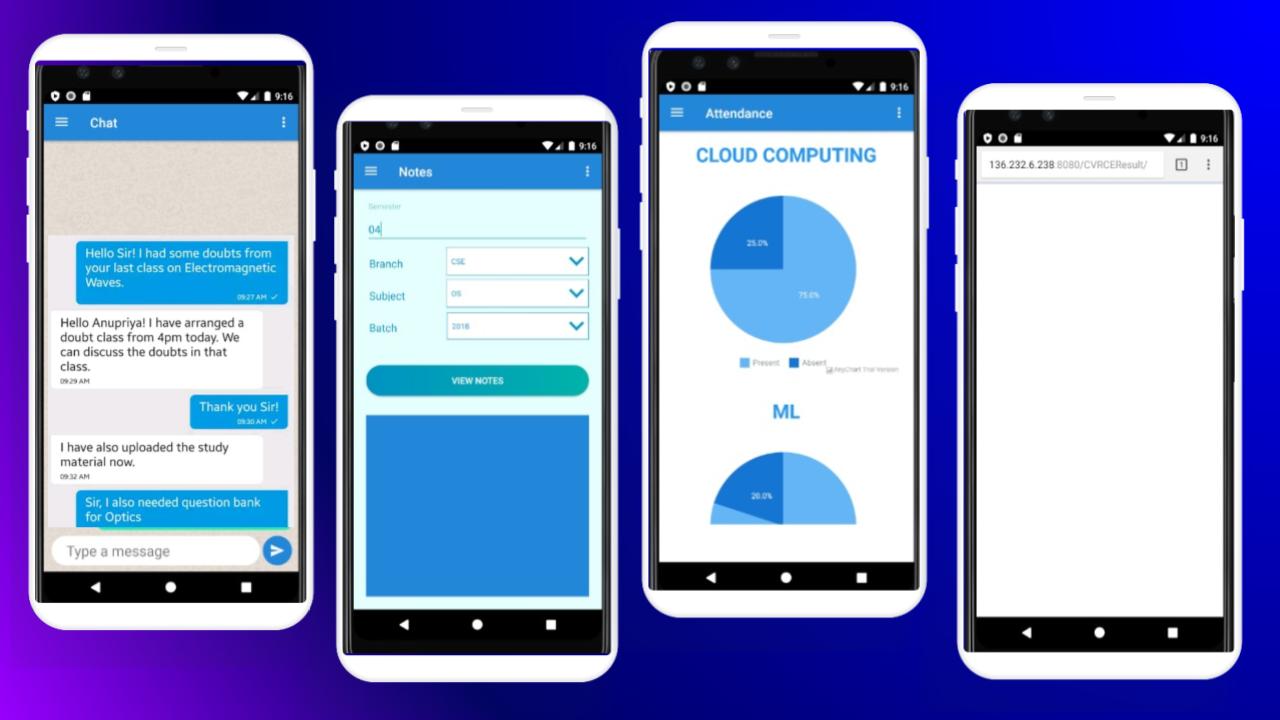 9:16
Chat
Hello Sir! I had some doubts from
your last class on Electromagnetic
Waves.
09:27 AM
Hello Anupriya! I have arranged a
doubt class from 4pm today. We
can discuss the doubts in that
class.
09:29 AM
Thank you Sir!
09:30 AM
I have also uploaded the study
material now.
09:32 AM
Sir, I also needed question bank
for Optics
Type a message
9:16
Notes
Semester
04
Branch CSE
Subject OS
Batch 2018
VIEW NOTES
9:16
Attendance
CLOUD COMPUTING
25.0%
75.0%
Present Absent
AnyChart Trial Version
ML
20.0%
9:16
136.232.6.238:8080/CVRCEResult/ 1